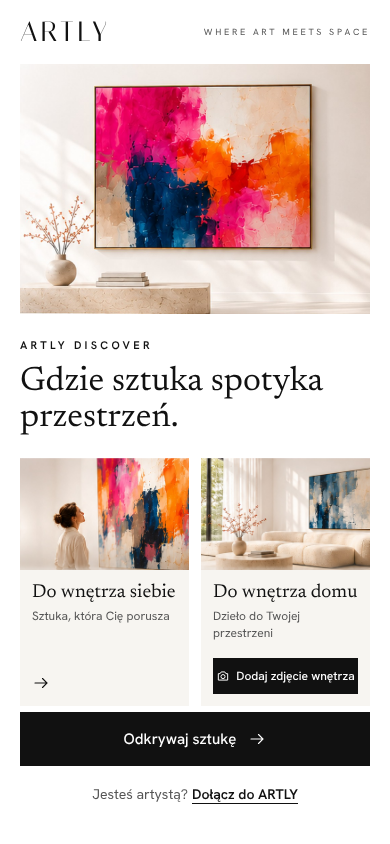 ARTLY
WHERE ART MEETS SPACE
ARTLY DISCOVER
Gdzie sztuka spotyka
przestrzeń.
Do wnętrza siebie
Sztuka, która Cię porusza
Do wnętrza domu
Dzieło do Twojej
przestrzeni
Dodaj zdjęcie wnętrza
Odkrywaj sztukę
Jesteś artystą? Dołącz do ARTLY